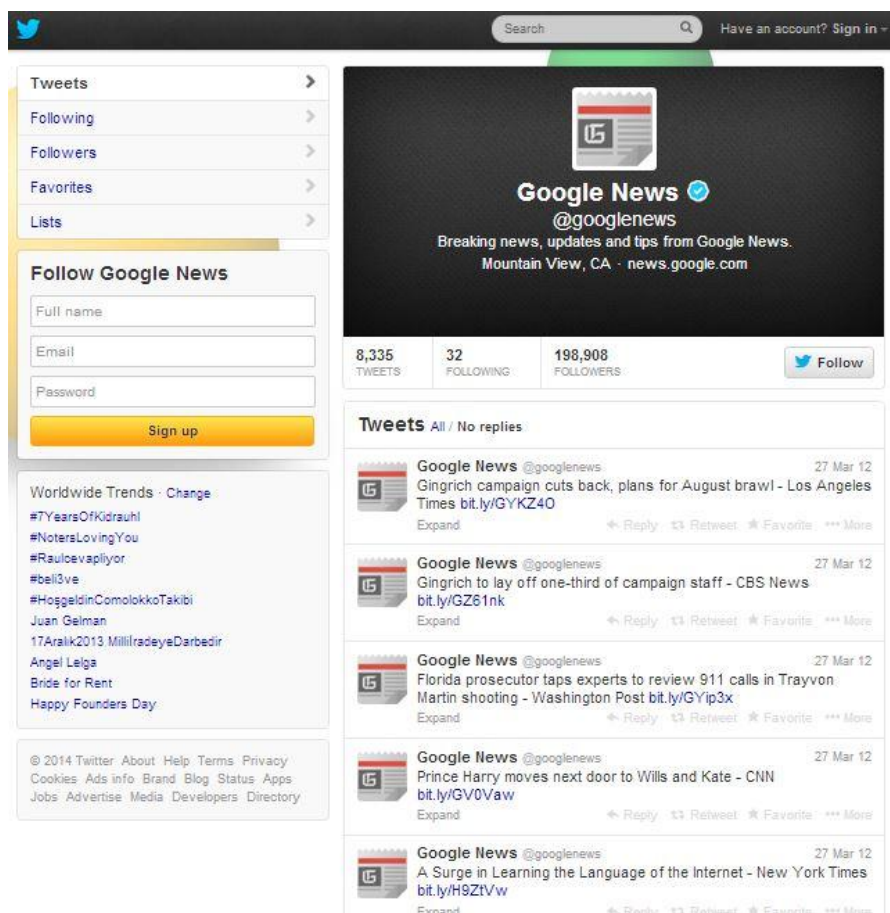 Search
Have an account? Sign in
Tweets
Following
Followers
Favorites
Lists
Follow Google News
Full name
Email
Password
Sign up
Worldwide Trends · Change
#7YearsOfKidrauhl
#NotersLovingYou
#Raulcevapliyor
#beli3ve
#HoşgeldinComolokkoTakibi
Juan Gelman
17Aralık2013 MilliİradeyeDarbedir
Angel Lelga
Bride for Rent
Happy Founders Day
© 2014 Twitter About Help Terms Privacy
Cookies Ads info Brand Blog Status Apps
Jobs Advertise Media Developers Directory
G
Google News
@googlenews
Breaking news, updates and tips from Google News.
Mountain View, CA · news.google.com
8,335 32 198,908
TWEETS FOLLOWING FOLLOWERS
Follow
Tweets All / No replies
Google News @googlenews 27 Mar 12
Gingrich campaign cuts back, plans for August brawl - Los Angeles
Times bit.ly/GYKZ4O
Expand Reply Retweet Favorite More
Google News @googlenews 27 Mar 12
Gingrich to lay off one-third of campaign staff - CBS News
bit.ly/GZ61nk
Expand Reply Retweet Favorite More
Google News @googlenews 27 Mar 12
Florida prosecutor taps experts to review 911 calls in Trayvon
Martin shooting - Washington Post bit.ly/GYip3x
Expand Reply Retweet Favorite More
Google News @googlenews 27 Mar 12
Prince Harry moves next door to Wills and Kate - CNN
bit.ly/GV0Vaw
Expand Reply Retweet Favorite More
Google News @googlenews 27 Mar 12
A Surge in Learning the Language of the Internet - New York Times
bit.ly/H9ZtVw
Expand Reply Retweet Favorite More